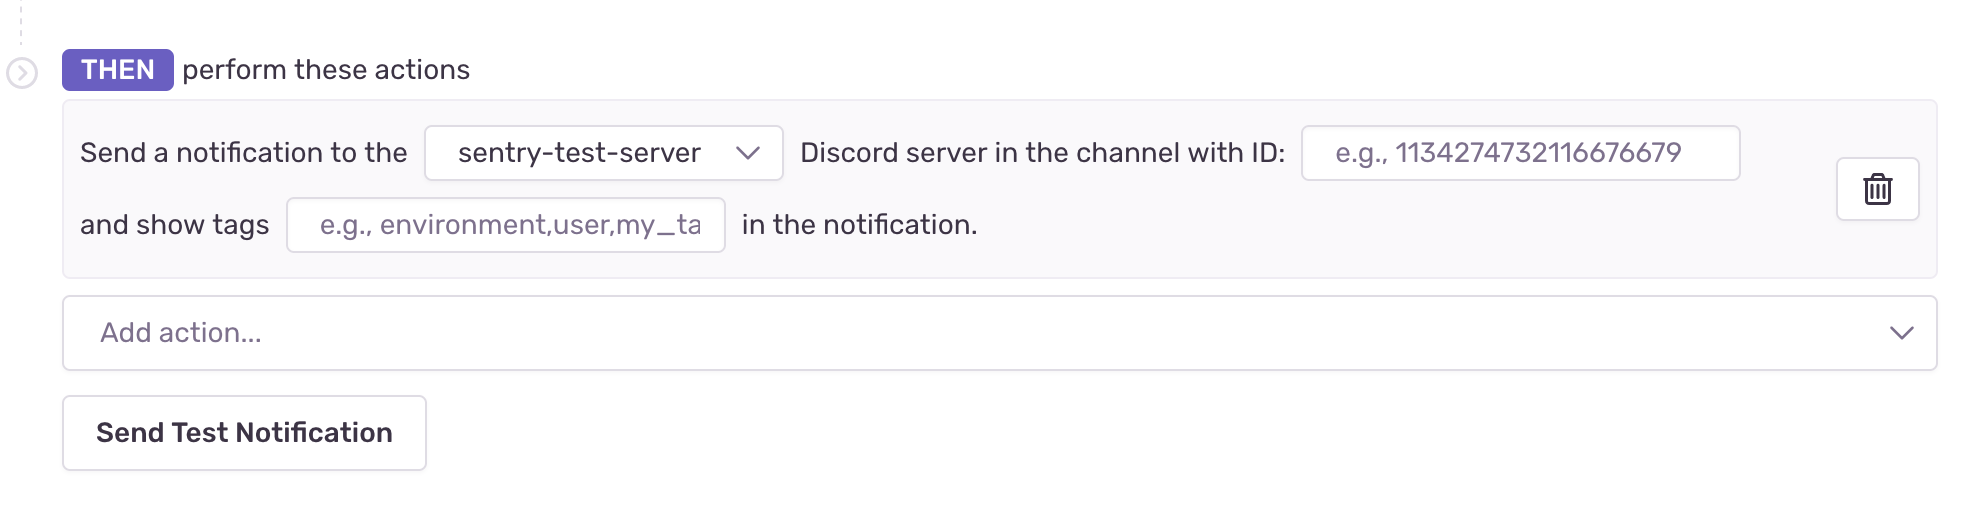 THEN perform these actions
Send a notification to the sentry-test-server Discord server in the channel with ID: e.g., 1134274732116676679
and show tags e.g., environment,user,my_ta in the notification.
Add action...
Send Test Notification